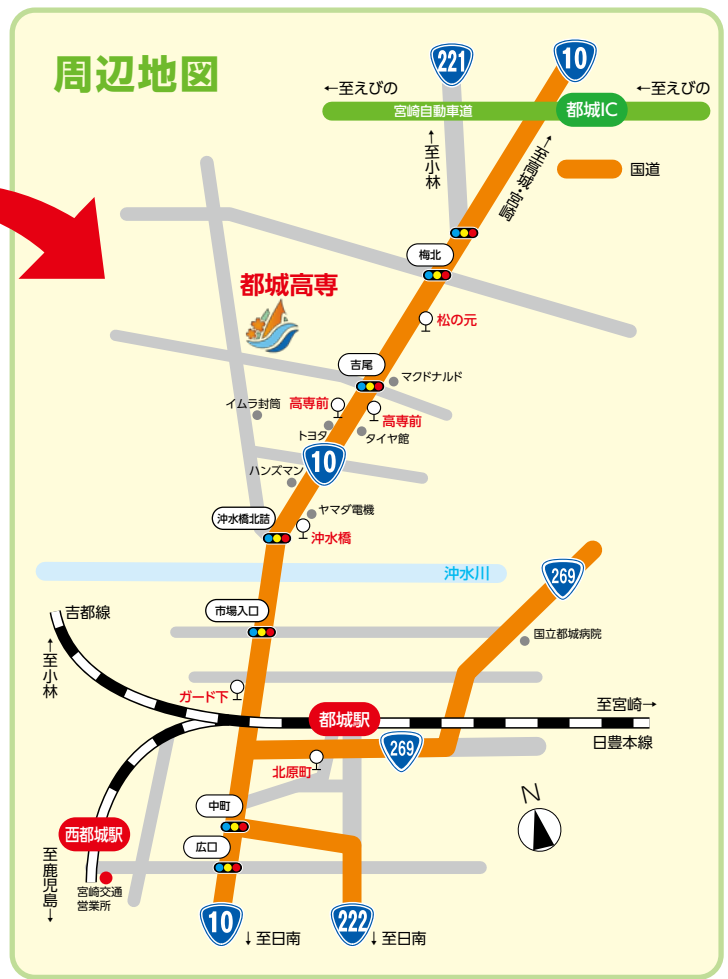 周辺地図
221
10
←至えびの
←至えびの
宮崎自動車道
都城IC
←至小林
←至高城・宮崎
国道
梅北
都城高専
松の元
吉尾
マクドナルド
イムラ封筒
高専前
高専前
トヨタ
タイヤ館
10
ハンズマン
ヤマダ電機
沖水橋北詰
沖水橋
沖水川
269
市場入口
吉都線
国立都城病院
←至小林
ガード下
都城駅
至宮崎→
日豊本線
269
北原町
N
中町
西都城駅
広口
至鹿児島→
宮崎交通
営業所
10
↓至日南
222
↓至日南